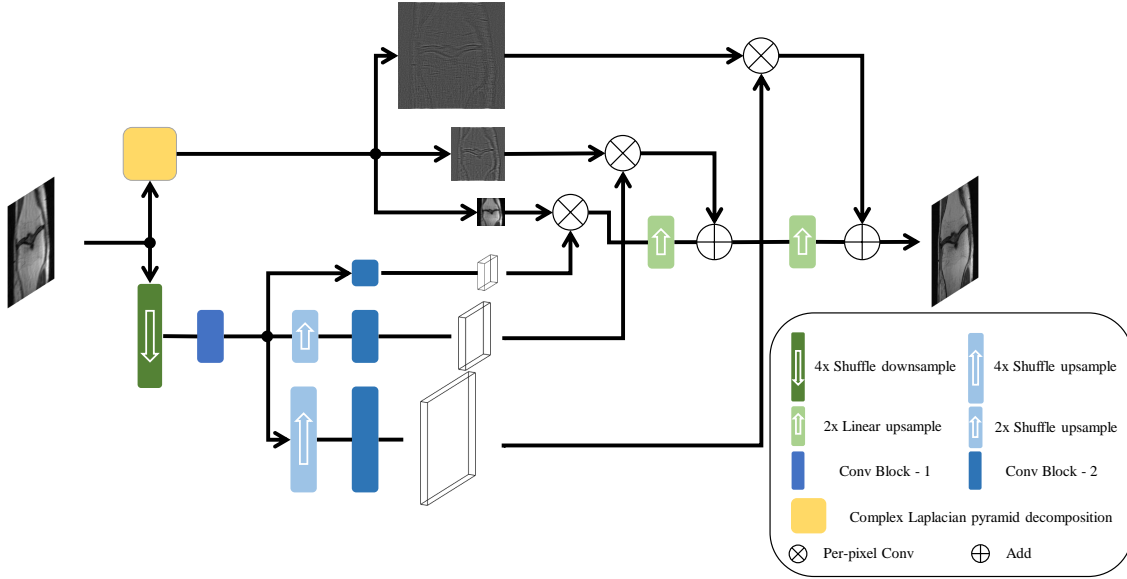 4x Shuffle downsample
4x Shuffle upsample
2x Linear upsample
2x Shuffle upsample
Conv Block - 1
Conv Block - 2
Complex Laplacian pyramid decomposition
Per-pixel Conv
Add